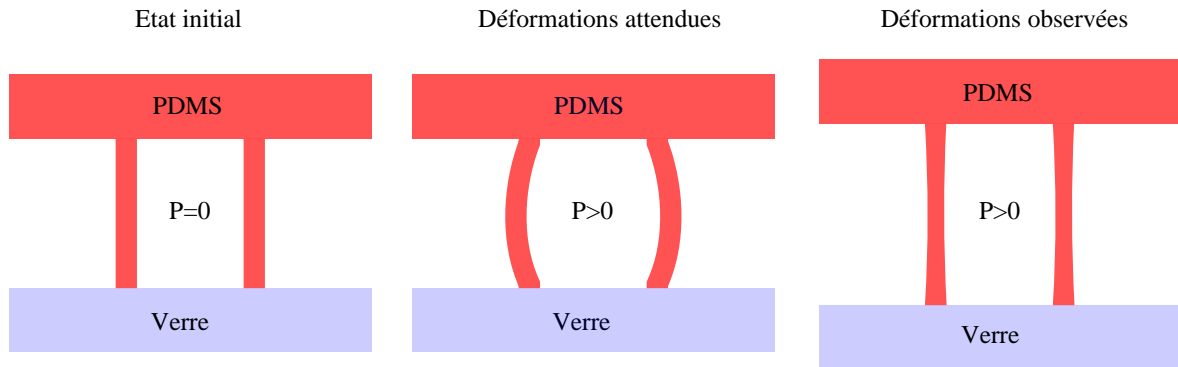 Etat initial
Déformations attendues
Déformations observées
PDMS
PDMS
PDMS
P=0
P>0
P>0
Verre
Verre
Verre